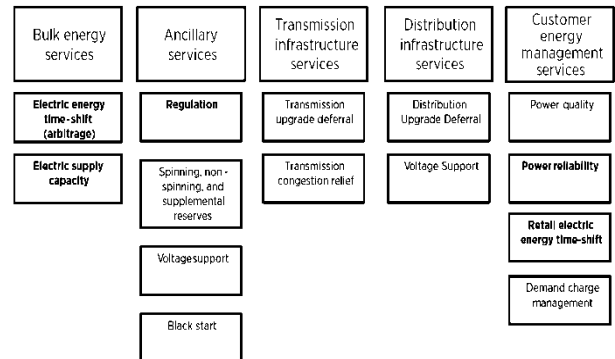 Bulk energy
services
Electric energy
time-shift
(arbitrage)
Electric supply
capacity
Ancillary
services
Regulation
Spinning, non -
spinning, and
supplemental
reserves
Voltagesupport
Black start
Transmission
infrastructure
services
Transmission
upgrade deferral
Transmission
congestion relief
Distribution
infrastructure
services
Distribution
Upgrade Deferral
Voltage Support
Customer
energy
management
services
Power quality
Power reliability
Retail electric
energy time-shift
Demand charge
management